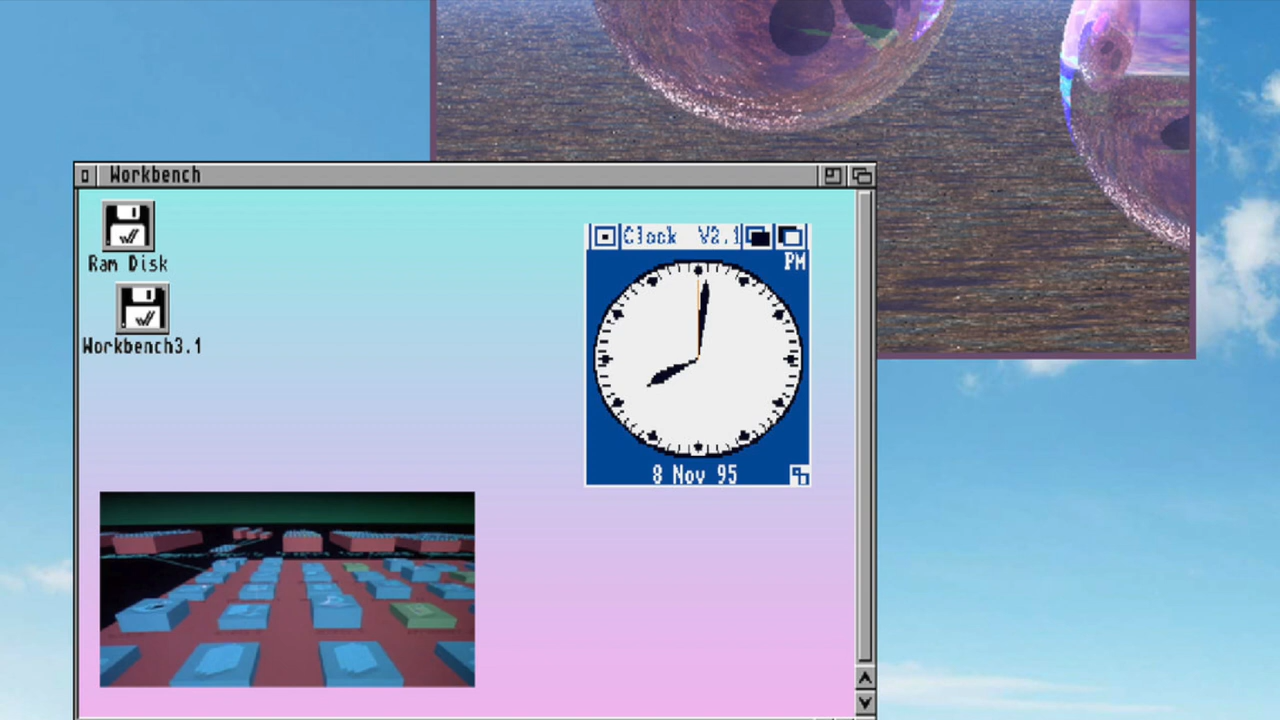 Workbench
Ram Disk
Workbench3.1
Clock V2.1
PM
8 Nov 95